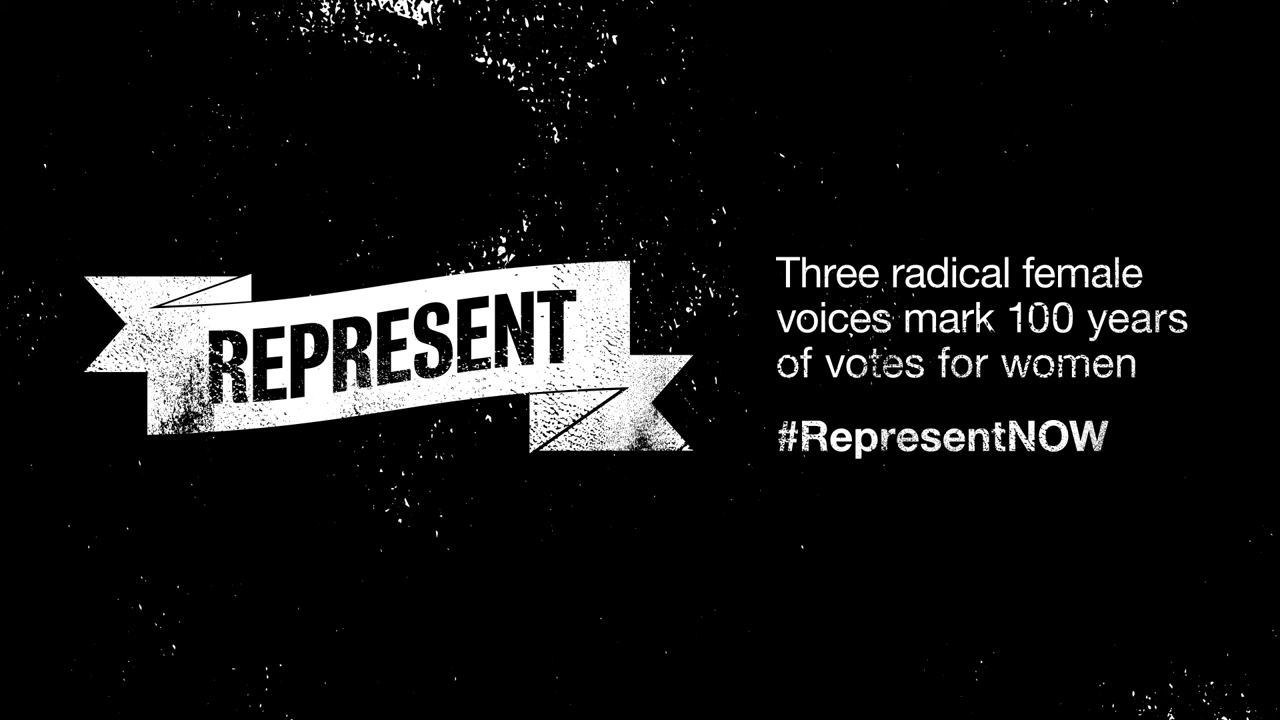 REPRESENT
Three radical female
voices mark 100 years
of votes for women
#RepresentNOW